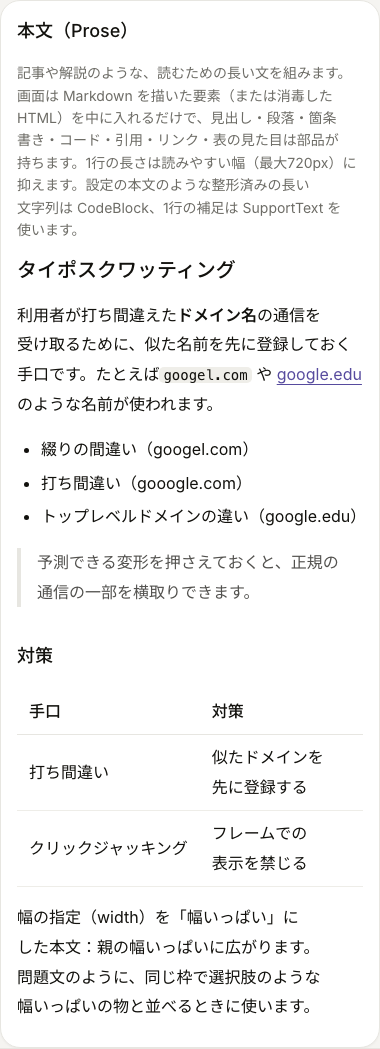 本文（Prose）
記事や解説のような、読むための長い文を組みます。
画面は Markdown を描いた要素（または消毒した
HTML）を中に入れるだけで、見出し・段落・箇条
書き・コード・引用・リンク・表の見た目は部品が
持ちます。1行の長さは読みやすい幅（最大720px）に
抑えます。設定の本文のような整形済みの長い
文字列は CodeBlock、1行の補足は SupportText を
使います。
タイポスクワッティング
利用者が打ち間違えたドメイン名の通信を
受け取るために、似た名前を先に登録しておく
手口です。たとえば googel.com や google.edu
のような名前が使われます。
• 綴りの間違い（googel.com）
• 打ち間違い（gooogle.com）
• トップレベルドメインの違い（google.edu）
予測できる変形を押さえておくと、正規の
通信の一部を横取りできます。
対策
手口 対策
打ち間違い 似たドメインを
先に登録する
クリックジャッキング フレームでの
表示を禁じる
幅の指定（width）を「幅いっぱい」に
した本文：親の幅いっぱいに広がります。
問題文のように、同じ枠で選択肢のような
幅いっぱいの物と並べるときに使います。